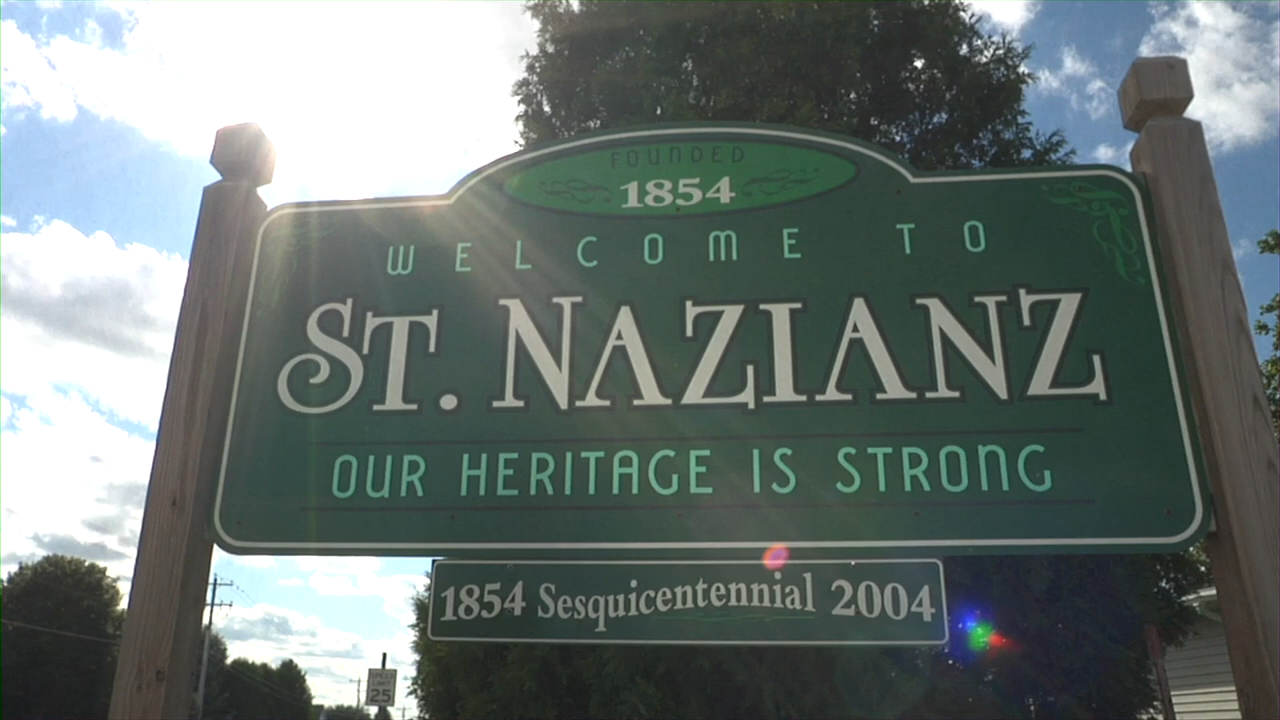 FOUNDED
1854
WELCOME TO
ST. NAZIANZ
OUR HERITAGE IS STRONG
1854 Sesquicentennial 2004
SPEED
LIMIT
25